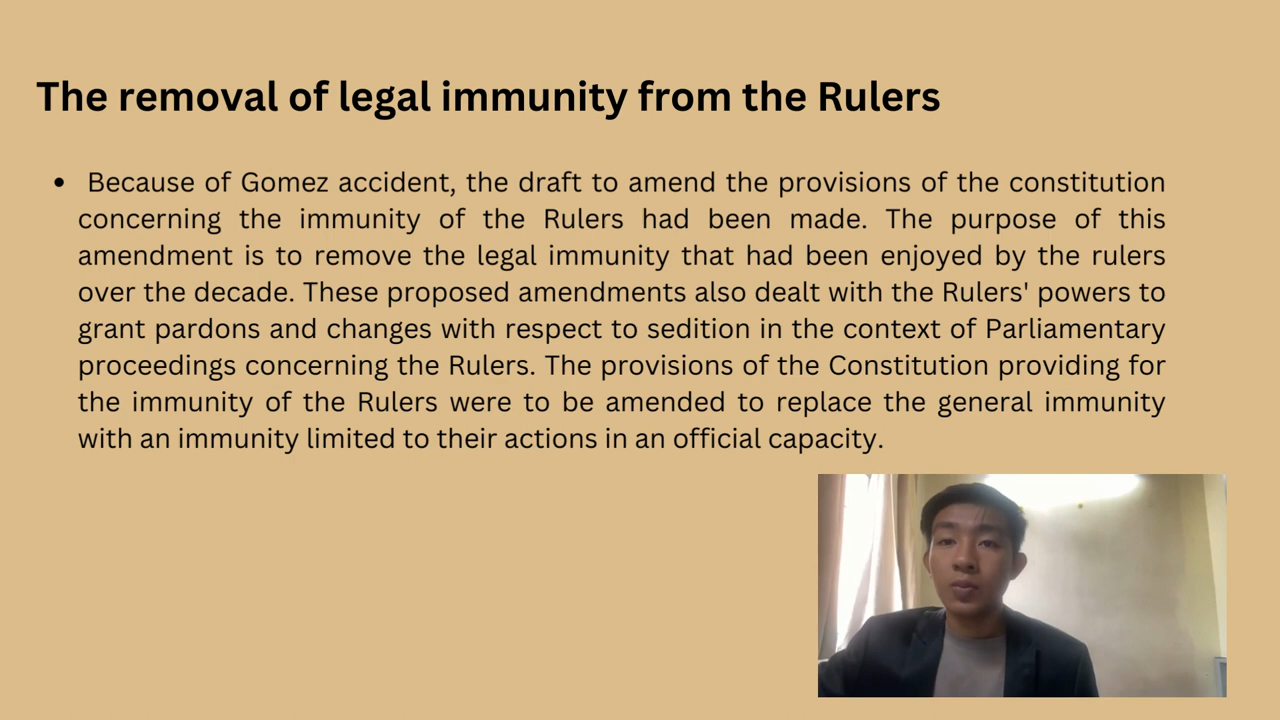 The removal of legal immunity from the Rulers
• Because of Gomez accident, the draft to amend the provisions of the constitution
concerning the immunity of the Rulers had been made. The purpose of this
amendment is to remove the legal immunity that had been enjoyed by the rulers
over the decade. These proposed amendments also dealt with the Rulers' powers to
grant pardons and changes with respect to sedition in the context of Parliamentary
proceedings concerning the Rulers. The provisions of the Constitution providing for
the immunity of the Rulers were to be amended to replace the general immunity
with an immunity limited to their actions in an official capacity.